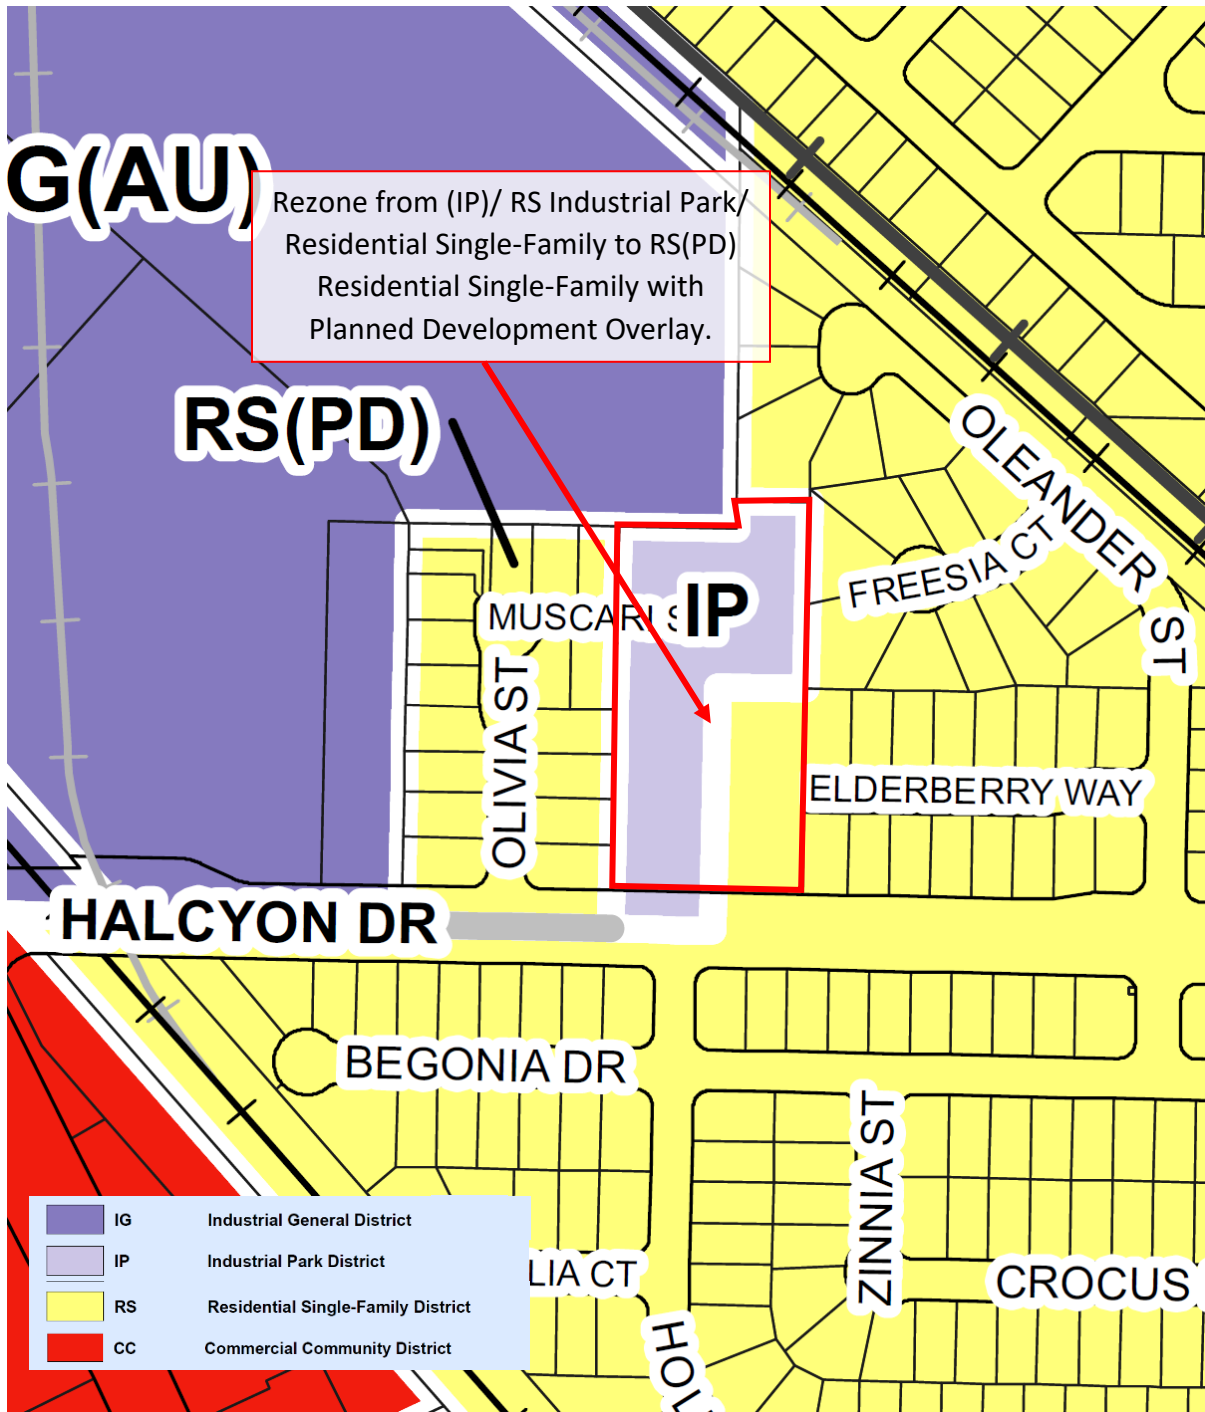 G(AU)
Rezone from (IP)/ RS Industrial Park/
Residential Single-Family to RS(PD)
Residential Single-Family with
Planned Development Overlay.
RS(PD)
OLEANDER ST
FREESIA CT
MUSCARI S
IP
OLIVIA ST
ELDERBERRY WAY
HALCYON DR
BEGONIA DR
ZINNIA ST
LIA CT
CROCUS
HOL
IG Industrial General District
IP Industrial Park District
RS Residential Single-Family District
CC Commercial Community District